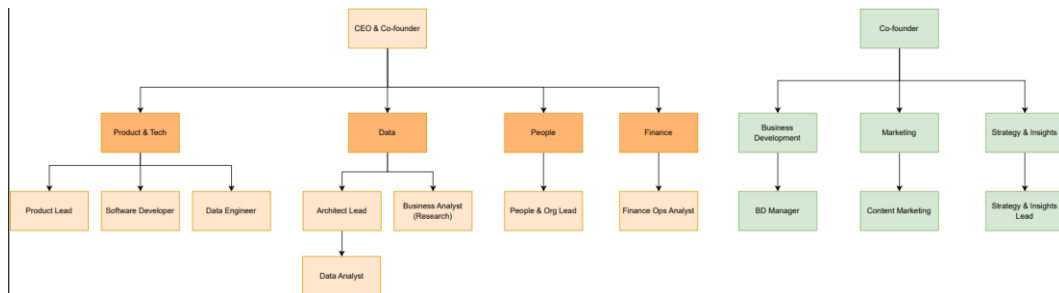 CEO & Co-founder
Co-founder
Product & Tech
Data
People
Finance
Business
Development
Marketing
Strategy & Insights
Product Lead
Software Developer
Data Engineer
Architect Lead
Business Analyst
(Research)
People & Org Lead
Finance Ops Analyst
BD Manager
Content Marketing
Strategy & Insights
Lead
Data Analyst